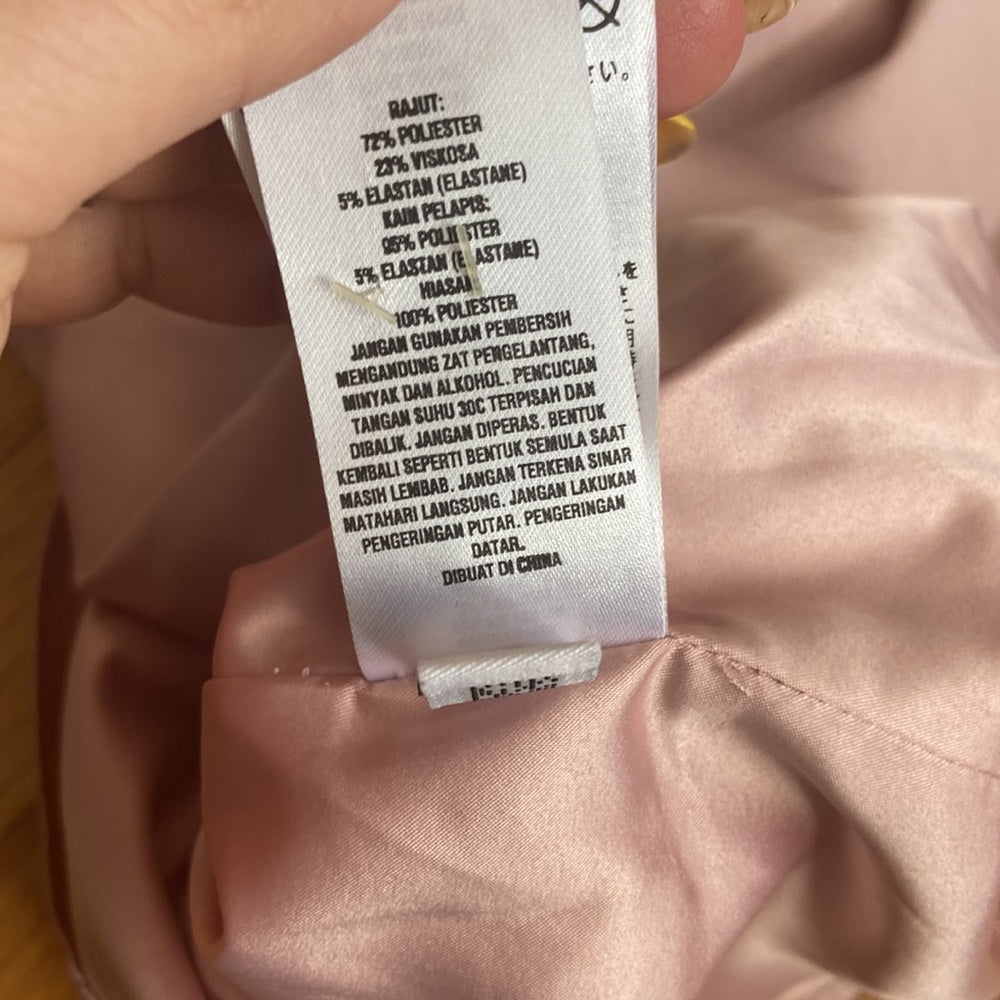 RAJUT:
72% POLIESTER
23% VISKOSA
5% ELASTAN (ELASTANE)
KAIN PELAPIS:
95% POLIESTER
5% ELASTAN (ELASTANE)
HIASAN
100% POLIESTER
JANGAN GUNAKAN PEMBERSIH
MENGANDUNG ZAT PENGELANTANG,
MINYAK DAN ALKOHOL. PENCUCIAN
TANGAN SUHU 30C TERPISAH DAN
DIBALIK. JANGAN DIPERAS. BENTUK
KEMBALI SEPERTI BENTUK SEMULA SAAT
MASIH LEMBAB. JANGAN TERKENA SINAR
MATAHARI LANGSUNG. JANGAN LAKUKAN
PENGERINGAN PUTAR. PENGERINGAN
DATAR.
DIBUAT DI CHINA
さい。